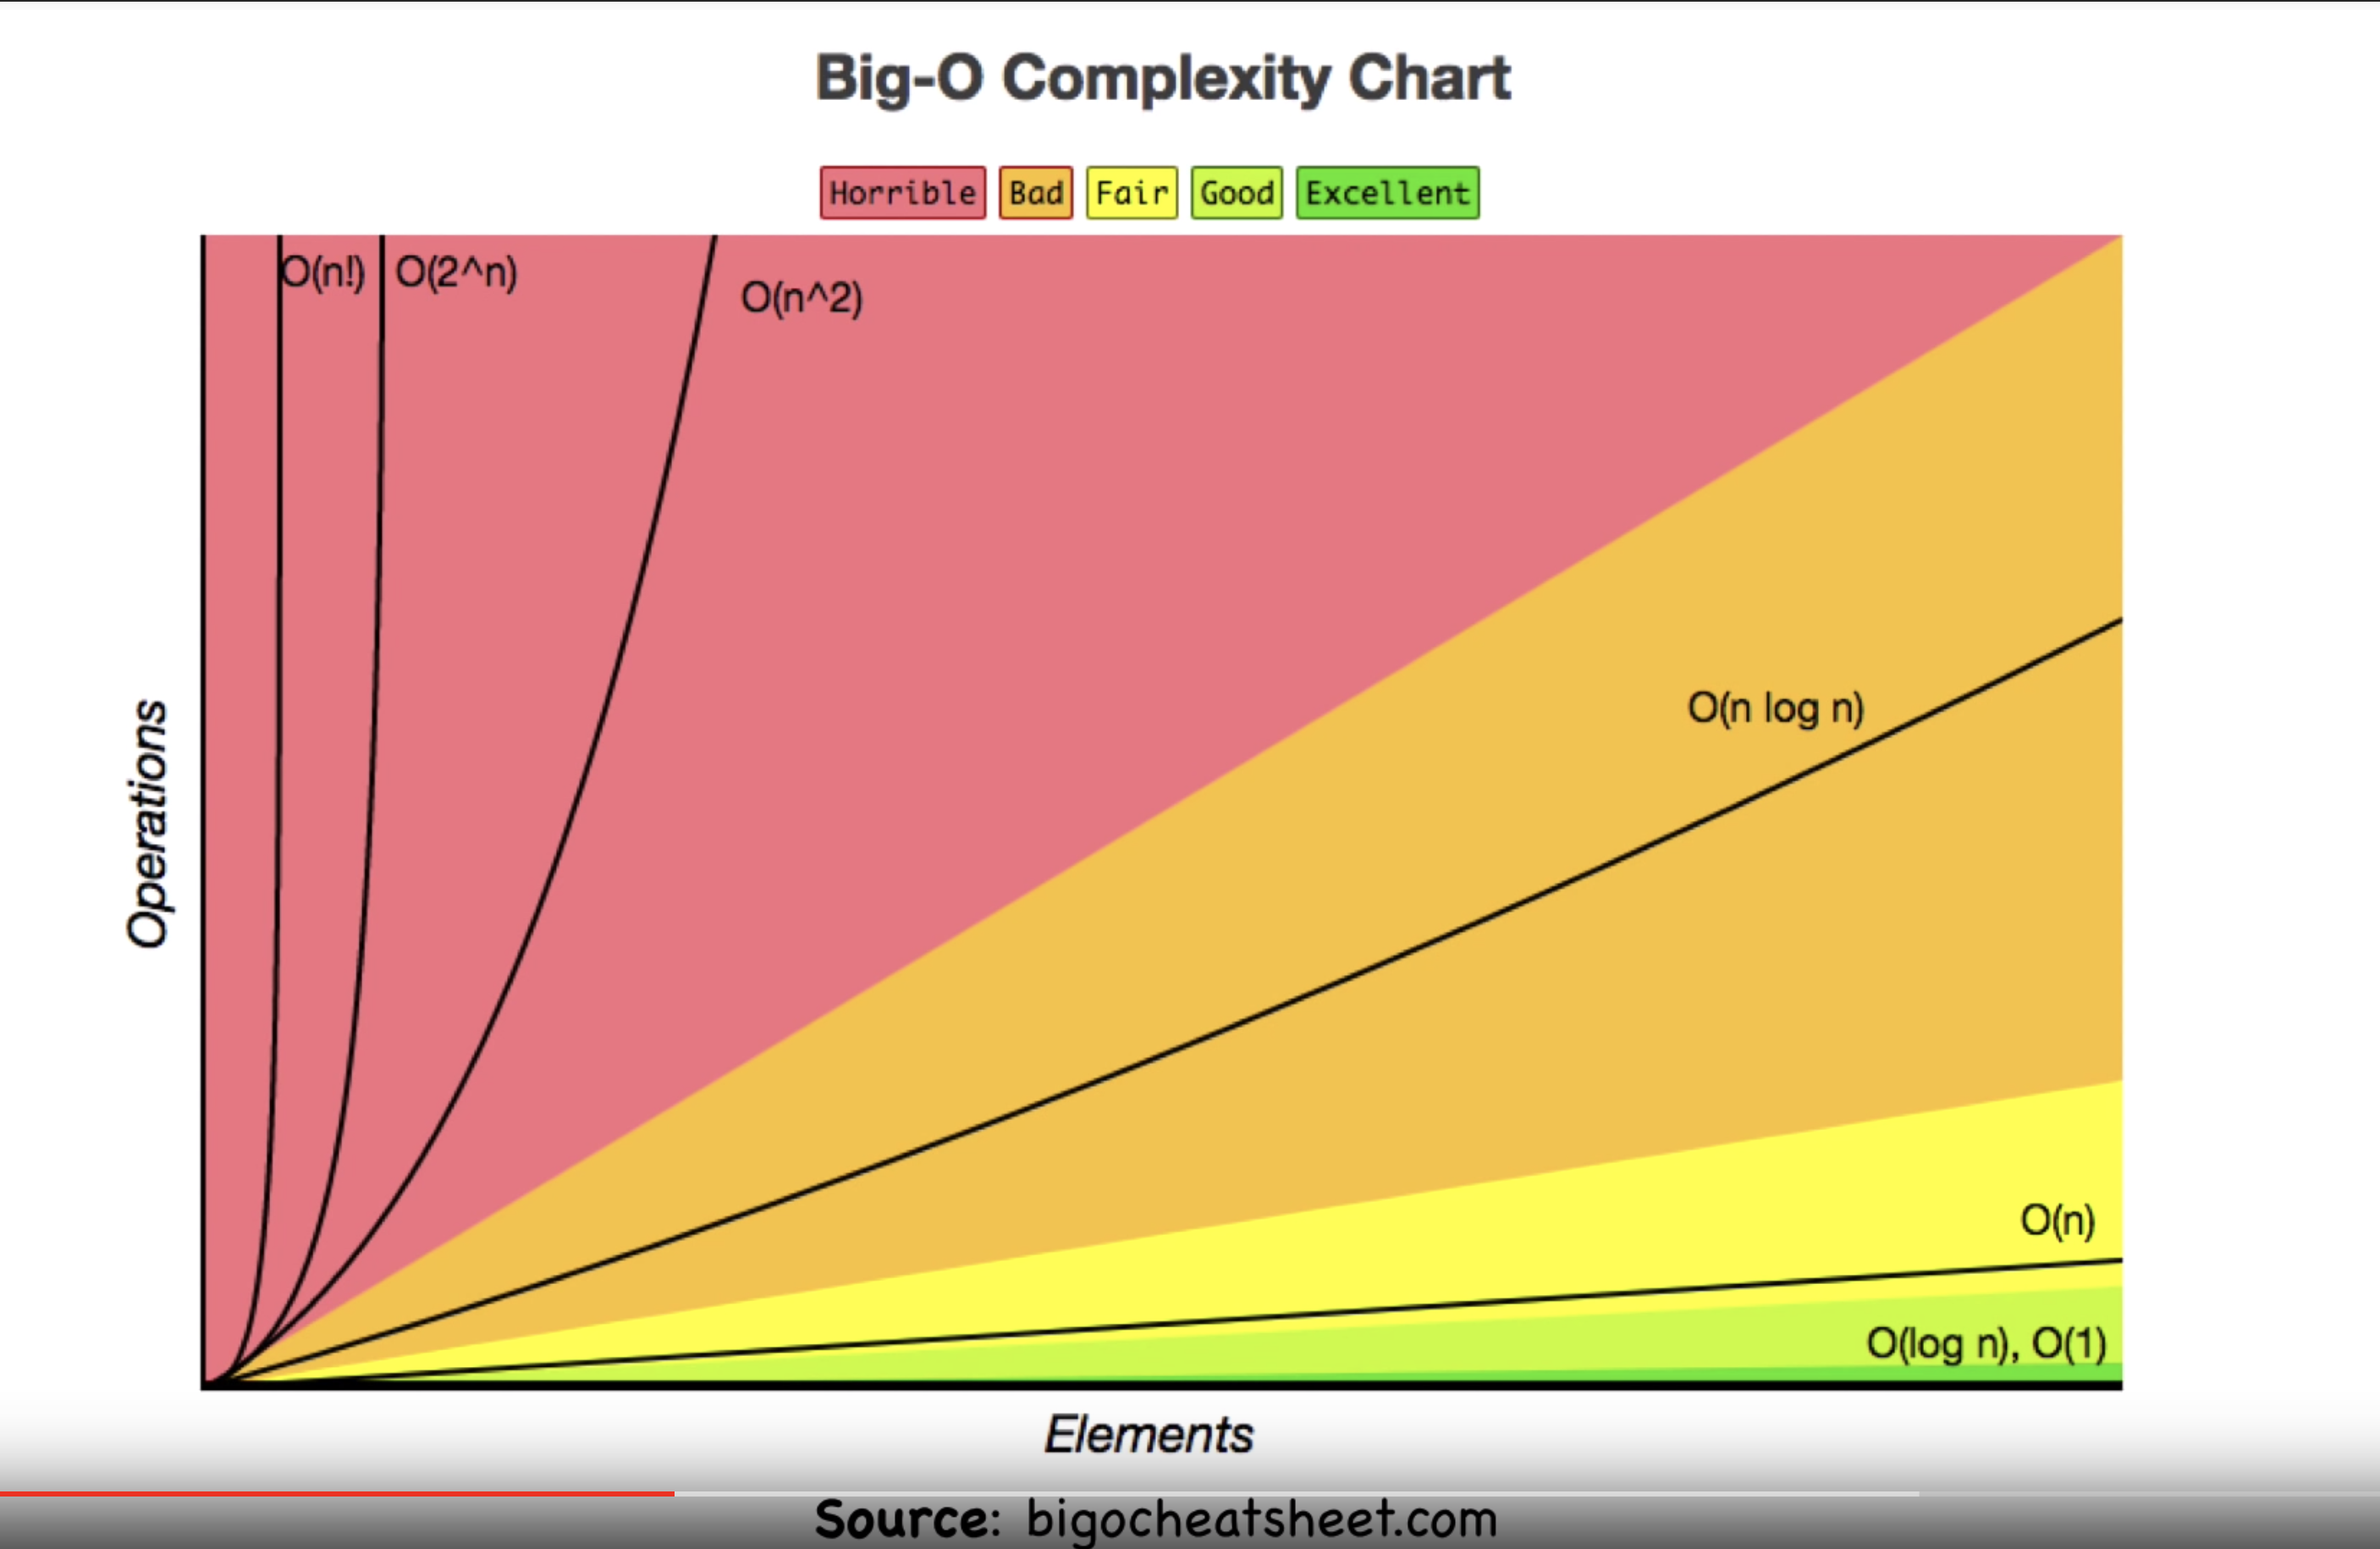 Big-O Complexity Chart
Horrible Bad Fair Good Excellent
O(n!) O(2^n)
O(n^2)
O(n log n)
Operations
O(n)
O(log n), O(1)
Elements
Source: bigocheatsheet.com